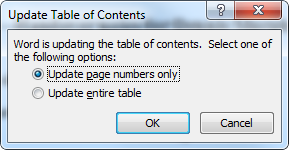 Update Table of Contents
Word is updating the table of contents.  Select one of
the following options:
Update page numbers only
Update entire table
OK
Cancel